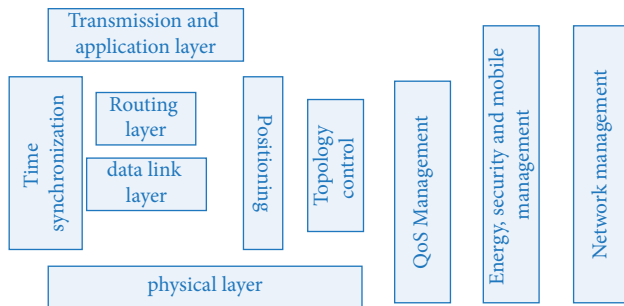 Transmission and
application layer
Time
synchronization
Routing
layer
data link
layer
Positioning
Topology
control
QoS Management
Energy, security and mobile
management
Network management
physical layer